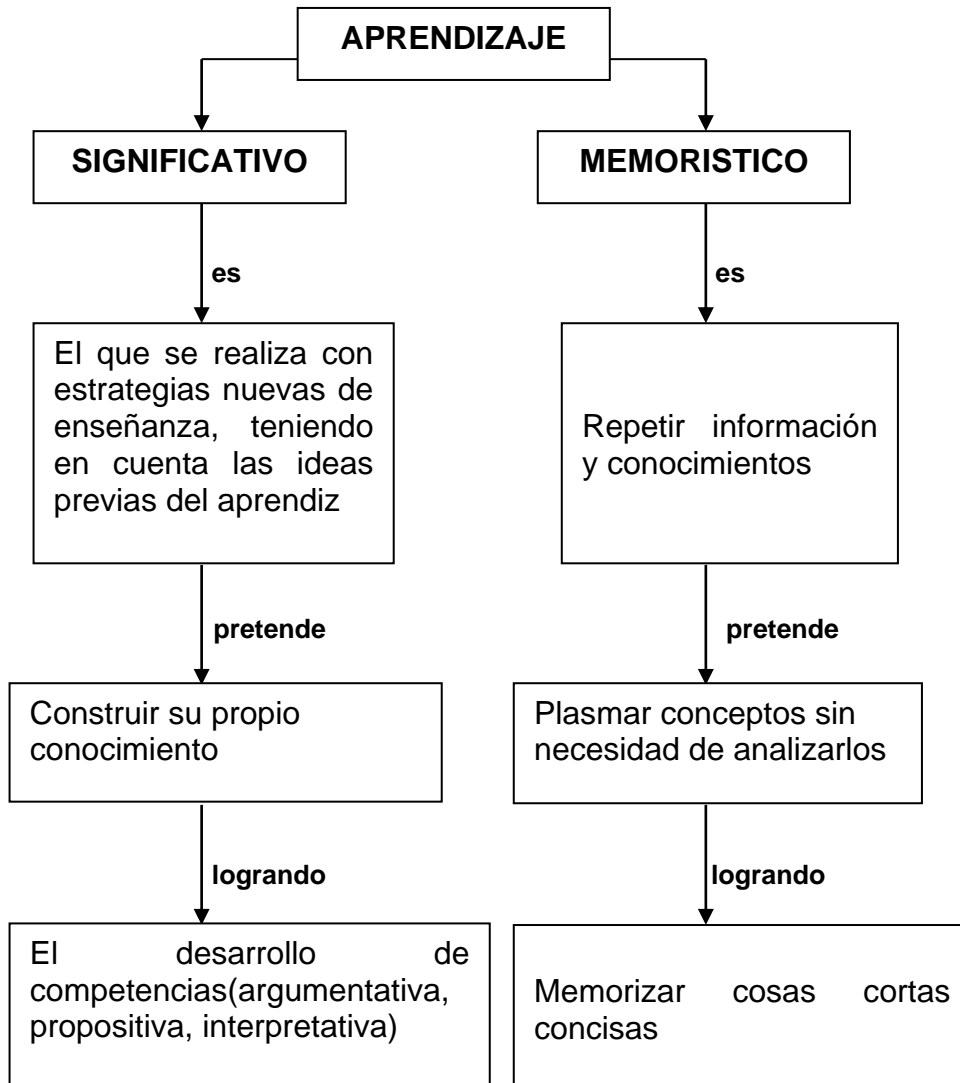 APRENDIZAJE
SIGNIFICATIVO
MEMORISTICO
es
es
El que se realiza con
estrategias nuevas de
enseñanza, teniendo
en cuenta las ideas
previas del aprendiz
Repetir información
y conocimientos
pretende
pretende
Construir su propio
conocimiento
Plasmar conceptos sin
necesidad de analizarlos
logrando
logrando
El desarrollo de
competencias(argumentativa,
propositiva, interpretativa)
Memorizar cosas cortas
concisas